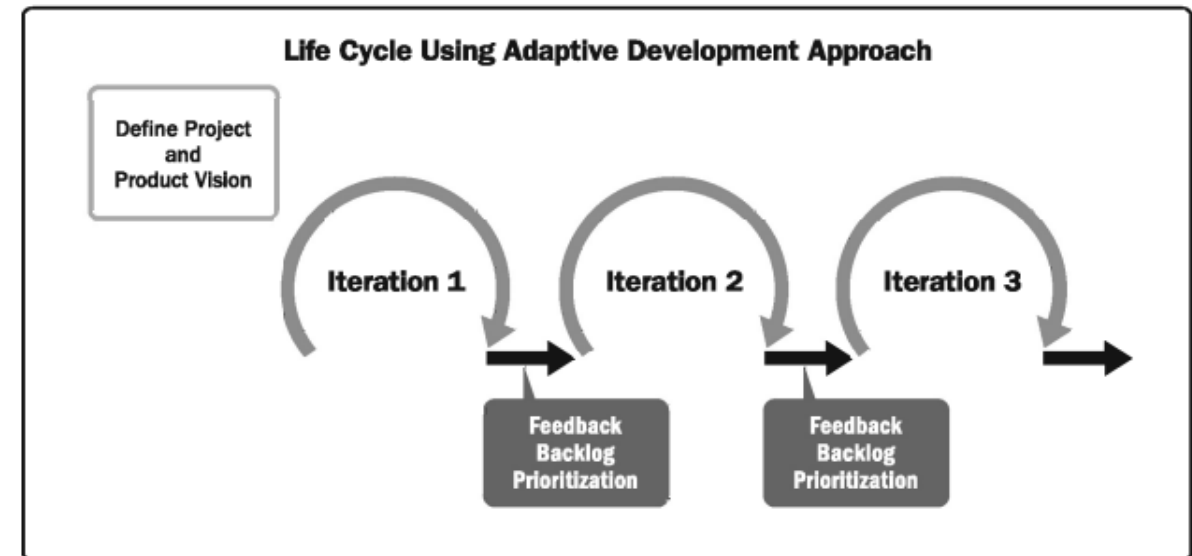 Life Cycle Using Adaptive Development Approach
Define Project
and
Product Vision
Iteration 1
Iteration 2
Iteration 3
Feedback
Backlog
Prioritization
Feedback
Backlog
Prioritization